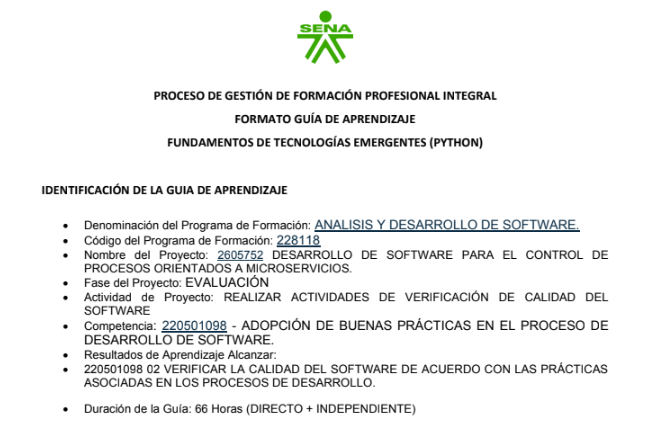 SENA
PROCESO DE GESTIÓN DE FORMACIÓN PROFESIONAL INTEGRAL
FORMATO GUÍA DE APRENDIZAJE
FUNDAMENTOS DE TECNOLOGÍAS EMERGENTES (PYTHON)
IDENTIFICACIÓN DE LA GUIA DE APRENDIZAJE
• Denominación del Programa de Formación: ANALISIS Y DESARROLLO DE SOFTWARE.
• Código del Programa de Formación: 228118
• Nombre del Proyecto: 2605752 DESARROLLO DE SOFTWARE PARA EL CONTROL DE
PROCESOS ORIENTADOS A MICROSERVICIOS.
• Fase del Proyecto: EVALUACIÓN
• Actividad de Proyecto: REALIZAR ACTIVIDADES DE VERIFICACIÓN DE CALIDAD DEL
SOFTWARE
• Competencia: 220501098 - ADOPCIÓN DE BUENAS PRÁCTICAS EN EL PROCESO DE
DESARROLLO DE SOFTWARE.
• Resultados de Aprendizaje Alcanzar:
• 220501098 02 VERIFICAR LA CALIDAD DEL SOFTWARE DE ACUERDO CON LAS PRÁCTICAS
ASOCIADAS EN LOS PROCESOS DE DESARROLLO.
• Duración de la Guía: 66 Horas (DIRECTO + INDEPENDIENTE)